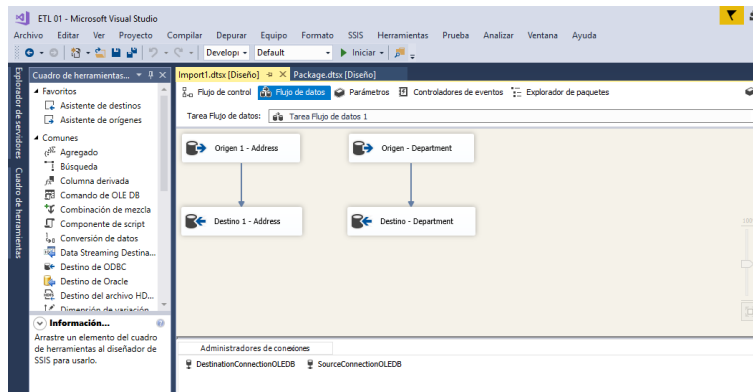 ETL 01 - Microsoft Visual Studio
Archivo Editar Ver Proyecto Compilar Depurar Equipo Formato SSIS Herramientas Prueba Analizar Ventana Ayuda
Developi Default Iniciar
Explorador de servidores
Cuadro de herramientas
Cuadro de herramientas...
Favoritos
Asistente de destinos
Asistente de orígenes
Comunes
Agregado
Búsqueda
Columna derivada
Comando de OLE DB
Combinación de mezcla
Componente de script
Conversión de datos
Data Streaming Destina...
Destino de ODBC
Destino de Oracle
Destino del archivo HD...
Dimensión de variación
Información...
Arrastre un elemento del cuadro
de herramientas al diseñador de
SSIS para usarlo.
Import1.dtsx [Diseño] Package.dtsx [Diseño]
Flujo de control Flujo de datos Parámetros Controladores de eventos Explorador de paquetes
Tarea Flujo de datos: Tarea Flujo de datos 1
Origen 1 - Address Origen - Department
Destino 1 - Address Destino - Department
100
Administradores de conexiones
DestinationConnectionOLEDB SourceConnectionOLEDB